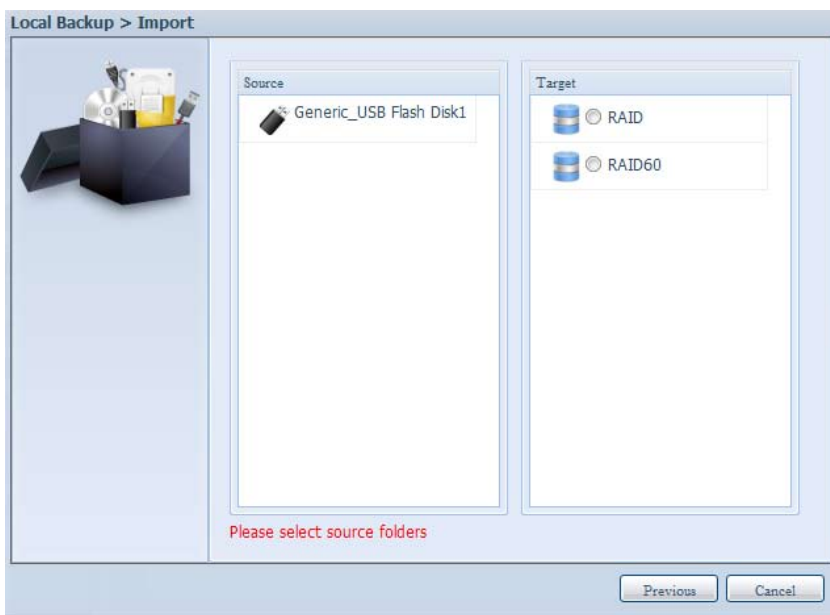 Local Backup > Import
Source
Generic_USB Flash Disk1
Target
RAID
RAID60
Please select source folders
Previous
Cancel